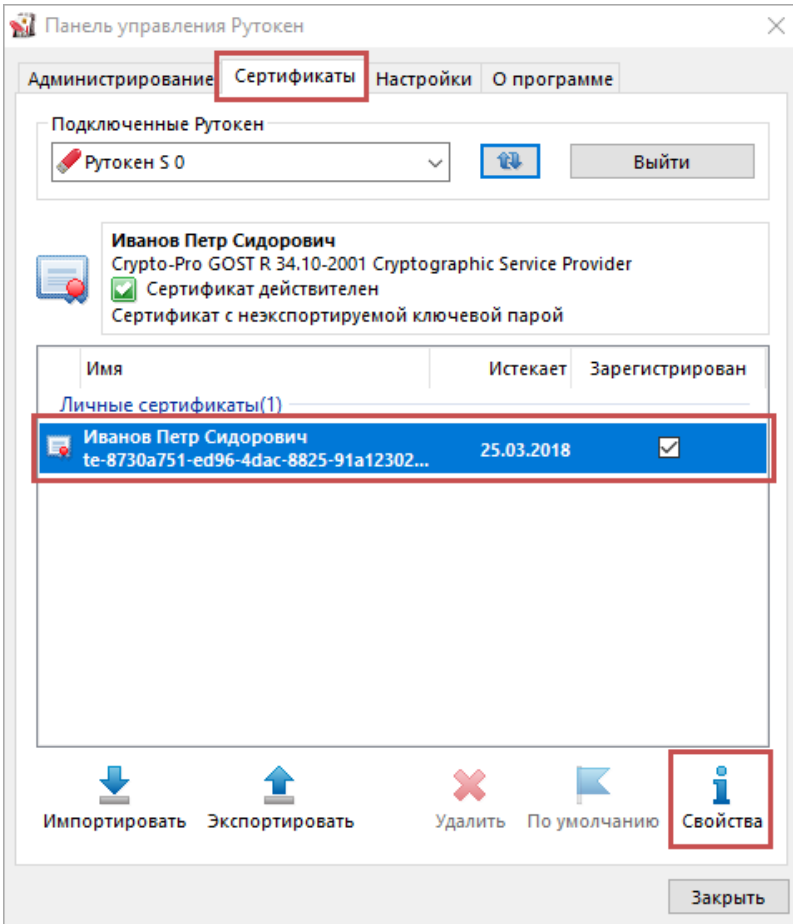 Панель управления Рутокен
Администрирование Сертификаты Настройки О программе
Подключенные Рутокен
Рутокен S 0 Выйти
Иванов Петр Сидорович
Crypto-Pro GOST R 34.10-2001 Cryptographic Service Provider
Сертификат действителен
Сертификат с неэкспортируемой ключевой парой
Имя Истекает Зарегистрирован
Личные сертификаты(1)
Иванов Петр Сидорович
te-8730a751-ed96-4dac-8825-91a12302... 25.03.2018
Импортировать Экспортировать Удалить По умолчанию Свойства
Закрыть